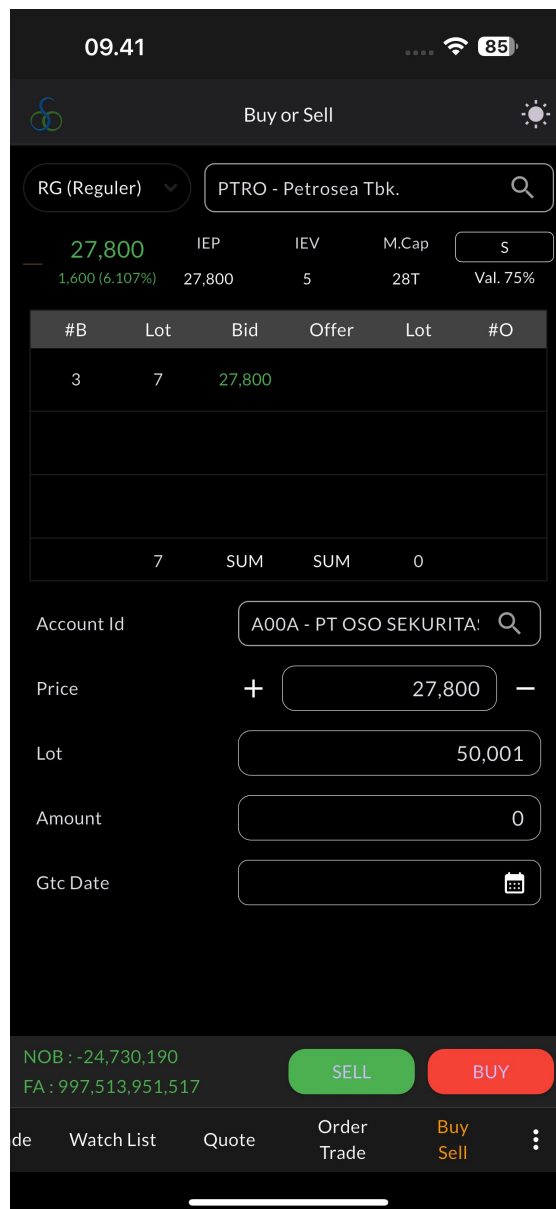 09.41
85
Buy or Sell
RG (Reguler)
PTRO - Petrosea Tbk.
27,800 IEP IEV M.Cap S
1,600 (6.107%) 27,800 5 28T Val. 75%
#B Lot Bid Offer Lot #O
3 7 27,800
7 SUM SUM 0
Account Id A00A - PT OSO SEKURITAS
Price + 27,800 −
Lot 50,001
Amount 0
Gtc Date
NOB : -24,730,190
FA : 997,513,951,517
SELL BUY
de Watch List Quote Order Trade Buy Sell